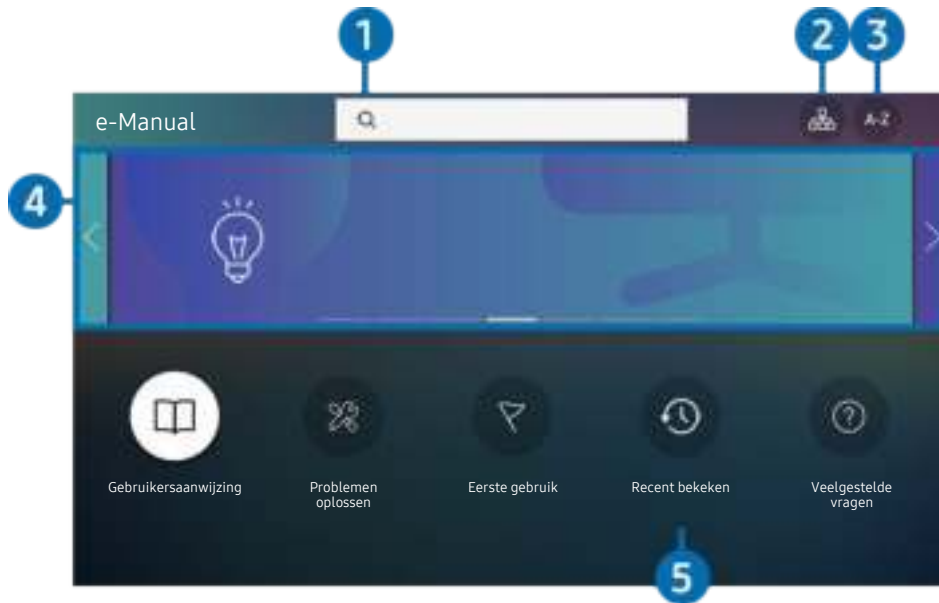 1
2
3
e-Manual
A-Z
4
Gebruikersaanwijzing
Problemen
oplossen
Eerste gebruik
Recent bekeken
Veelgestelde
vragen
5